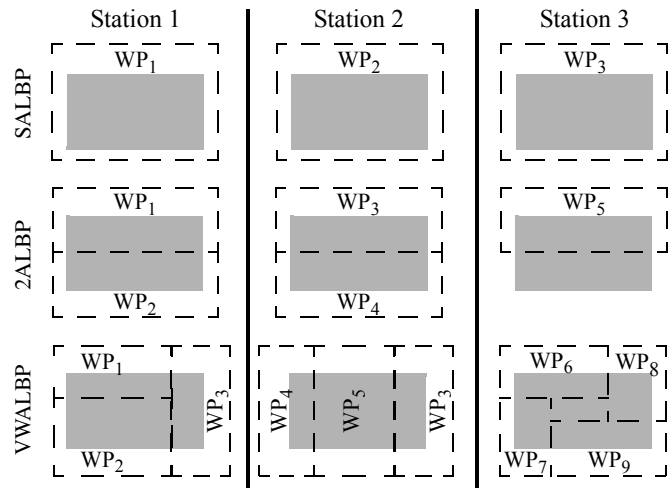 Station 1 Station 2 Station 3
SALBP
WP1 WP2 WP3
2ALBP
WP1 WP3 WP5
WP2 WP4
VWALBP
WP1 WP6 WP8
WP3 WP4 WP5 WP3
WP2 WP7 WP9